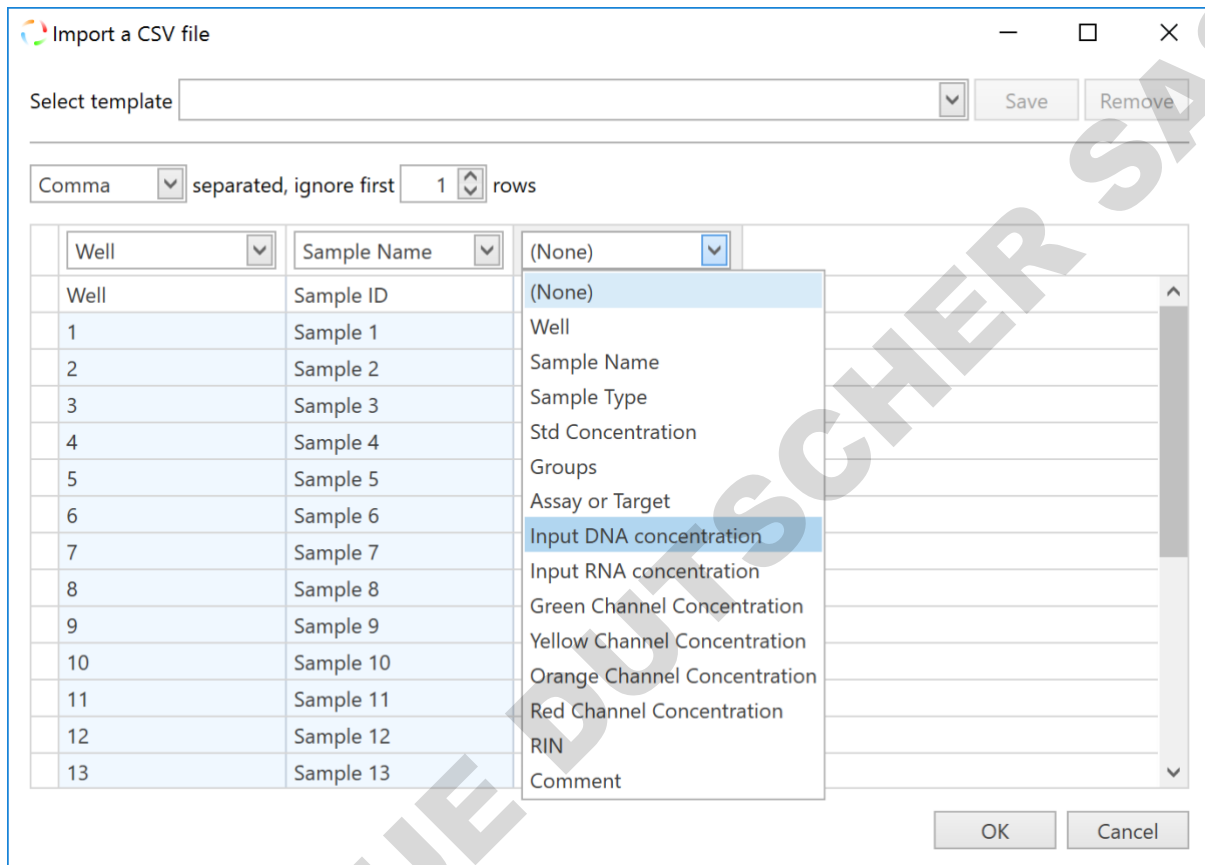 Import a CSV file
Select template Save Remove
Comma separated, ignore first 1 rows
Well Sample Name (None)
Well Sample ID (None)
1 Sample 1 Well
2 Sample 2 Sample Name
3 Sample 3 Sample Type
4 Sample 4 Std Concentration
5 Sample 5 Groups
6 Sample 6 Assay or Target
7 Sample 7 Input DNA concentration
8 Sample 8 Input RNA concentration
9 Sample 9 Green Channel Concentration
10 Sample 10 Yellow Channel Concentration
11 Sample 11 Orange Channel Concentration
12 Sample 12 Red Channel Concentration
13 Sample 13 RIN
Comment
OK Cancel
UE DUTSCHER SAS